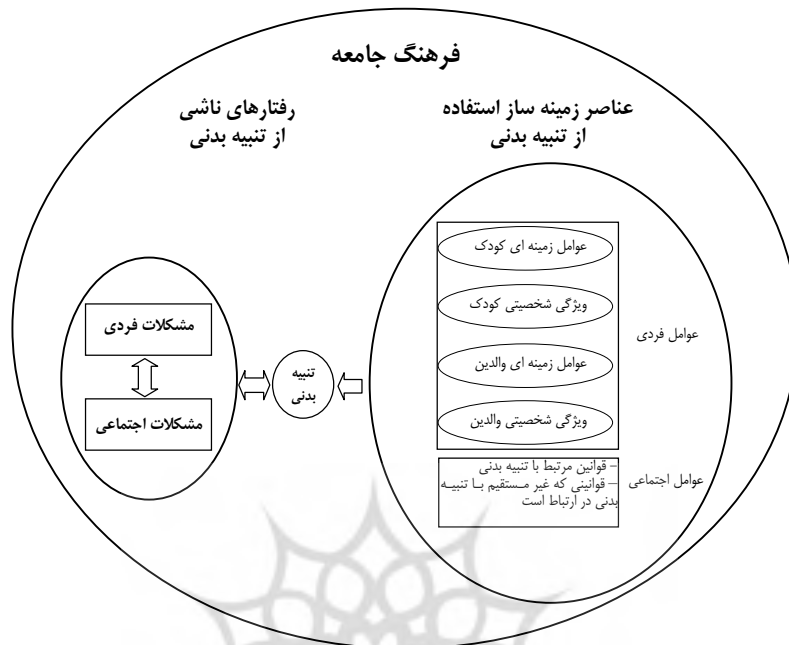 فرهنگ جامعه
عناصر زمینه ساز استفاده
از تنبیه بدنی
رفتارهای ناشی
از تنبیه بدنی
عوامل زمینه ای کودک
ویژگی شخصیتی کودک
عوامل زمینه ای والدین
ویژگی شخصیتی والدین
عوامل فردی
– قوانین مرتبط با تنبیه بدنی
– قوانینی که غیر مستقیم با تنبیه
بدنی در ارتباط است
عوامل اجتماعی
تنبیه
بدنی
مشکلات فردی
مشکلات اجتماعی